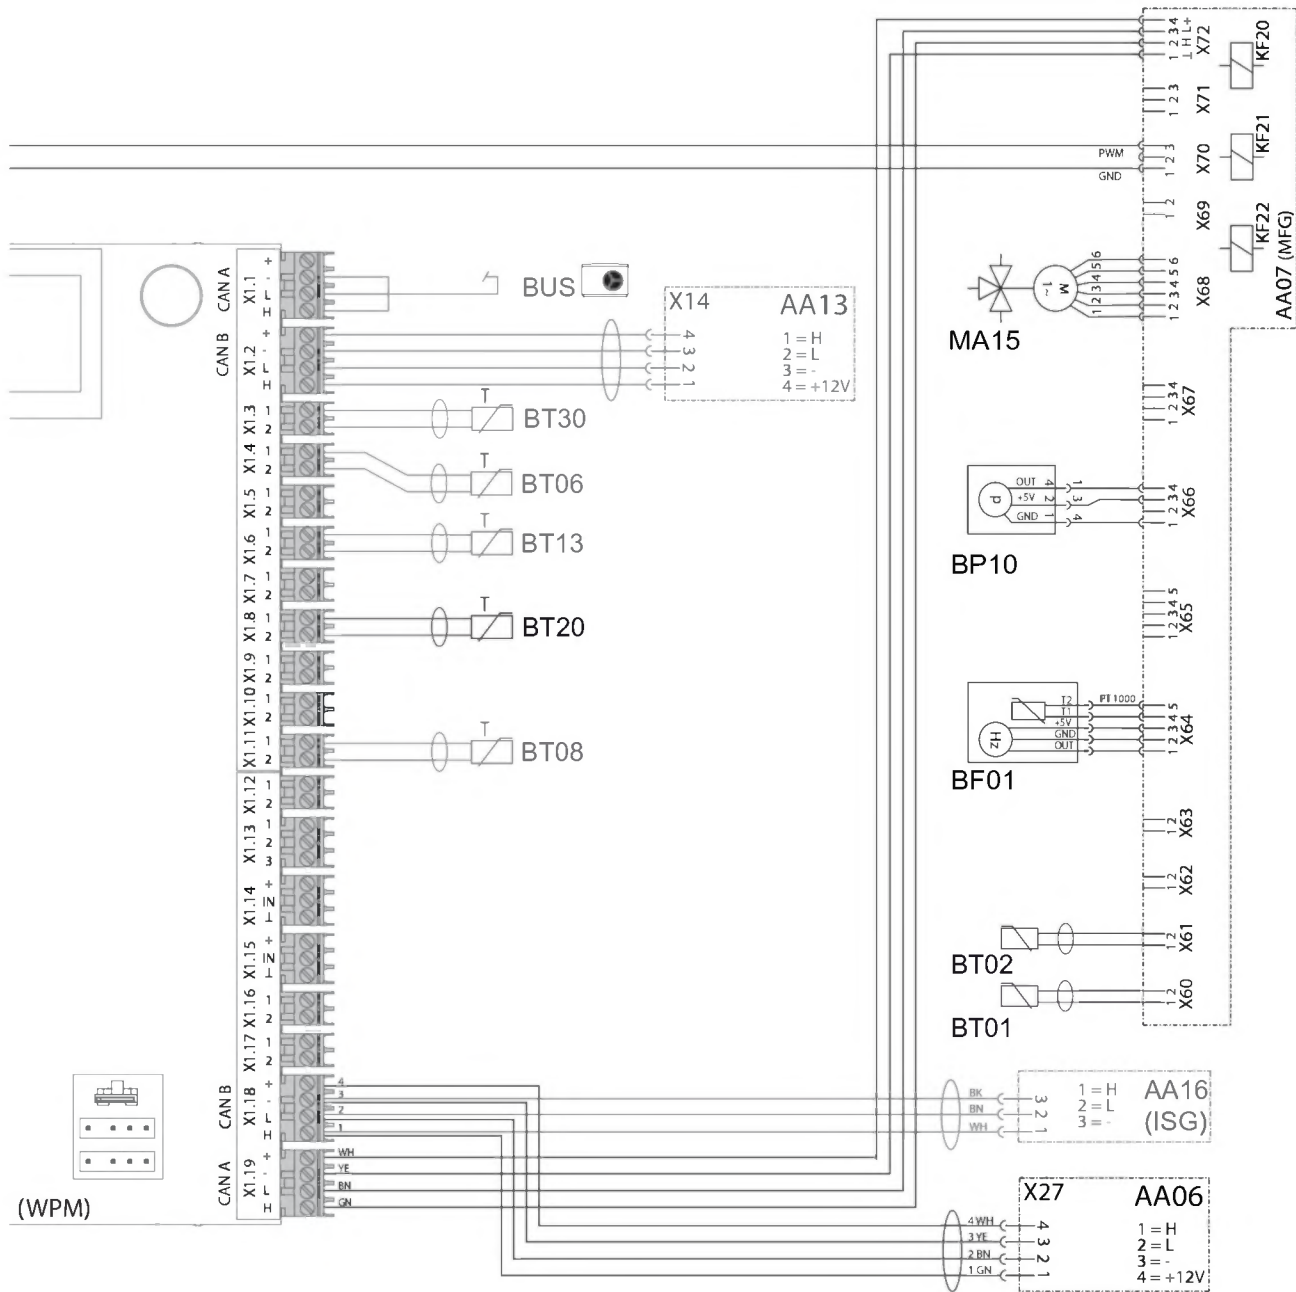 4 L+
3 L
2 H
1 ⊥
X72
KF20
3
2
1
X71
PWM
GND
3
2
1
X70
KF21
2
1
X69
KF22
AA07 (MFG)
CAN A
X1.1
+
-
L
H
BUS
CAN B
X1.2
+
-
L
H
X14
AA13
4
3
2
1
1 = H
2 = L
3 = -
4 = +12V
M
1~
6
5
4
3
2
1
6
5
4
3
2
1
X68
MA15
X1.3
1
2
T
BT30
4
3
2
1
X67
X1.4
1
2
T
BT06
X1.5
1
2
p
OUT 4 1
+5V 2 3
GND 1 4
4
3
2
1
X66
BP10
X1.6
1
2
T
BT13
X1.7
1
2
5
4
3
2
1
X65
X1.8
1
2
T
BT20
X1.9
1
2
X1.10
1
2
Hz
T2
T1
+5V
GND
OUT
PT 1000
5
4
3
2
1
X64
BF01
X1.11
1
2
T
BT08
X1.12
1
2
X1.13
1
2
3
2
1
X63
X1.14
+
IN
⊥
2
1
X62
X1.15
+
IN
⊥
BT02
2
1
X61
X1.16
1
2
BT01
2
1
X60
X1.17
1
2
CAN B
X1.18
+
-
L
H
4
3
2
1
BK
BN
WH
3
2
1
1 = H
2 = L
3 = -
AA16
(ISG)
CAN A
X1.19
+
-
L
H
WH
YE
BN
GN
(WPM)
X27
AA06
4 WH
3 YE
2 BN
1 GN
4
3
2
1
1 = H
2 = L
3 = -
4 = +12V